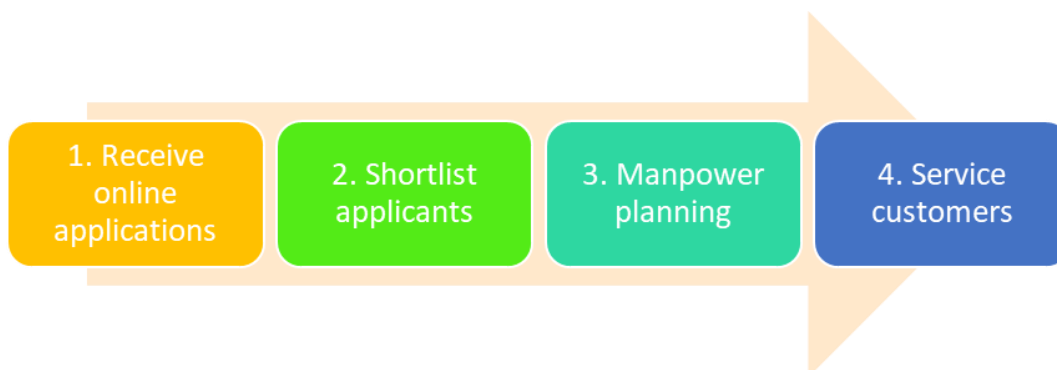 1. Receive
online
applications
2. Shortlist
applicants
3. Manpower
planning
4. Service
customers